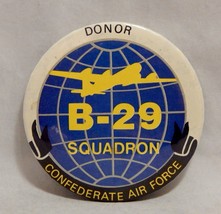 DONOR
B-29
SQUADRON
CONFEDERATE AIR FORCE